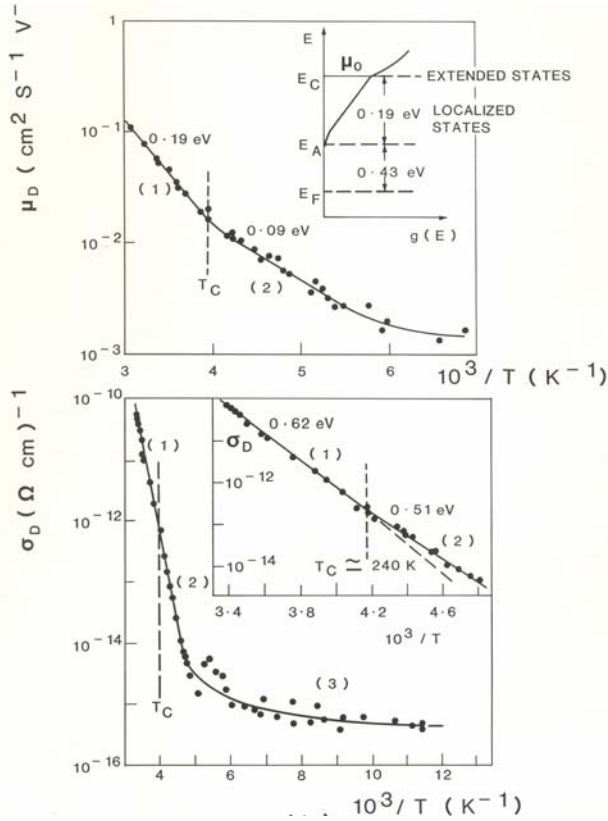 μD (cm² S⁻¹ V⁻
1
10⁻¹
10⁻²
10⁻³
0·19 eV
(1)
TC
0·09 eV
(2)
3
4
5
6
10³/T (K⁻¹)
E
μ0
EC
EXTENDED STATES
0·19 eV
LOCALIZED
STATES
EA
0·43 eV
EF
g(E)
σD (Ω cm)⁻¹
10⁻¹⁰
10⁻¹²
10⁻¹⁴
10⁻¹⁶
(1)
(2)
TC
(3)
4
6
8
10
12
10³/T (K⁻¹)
σD
0·62 eV
(1)
10⁻¹²
0·51 eV
(2)
10⁻¹⁴
TC ≃ 240 K
3·4
3·8
4·2
4·6
10³/T